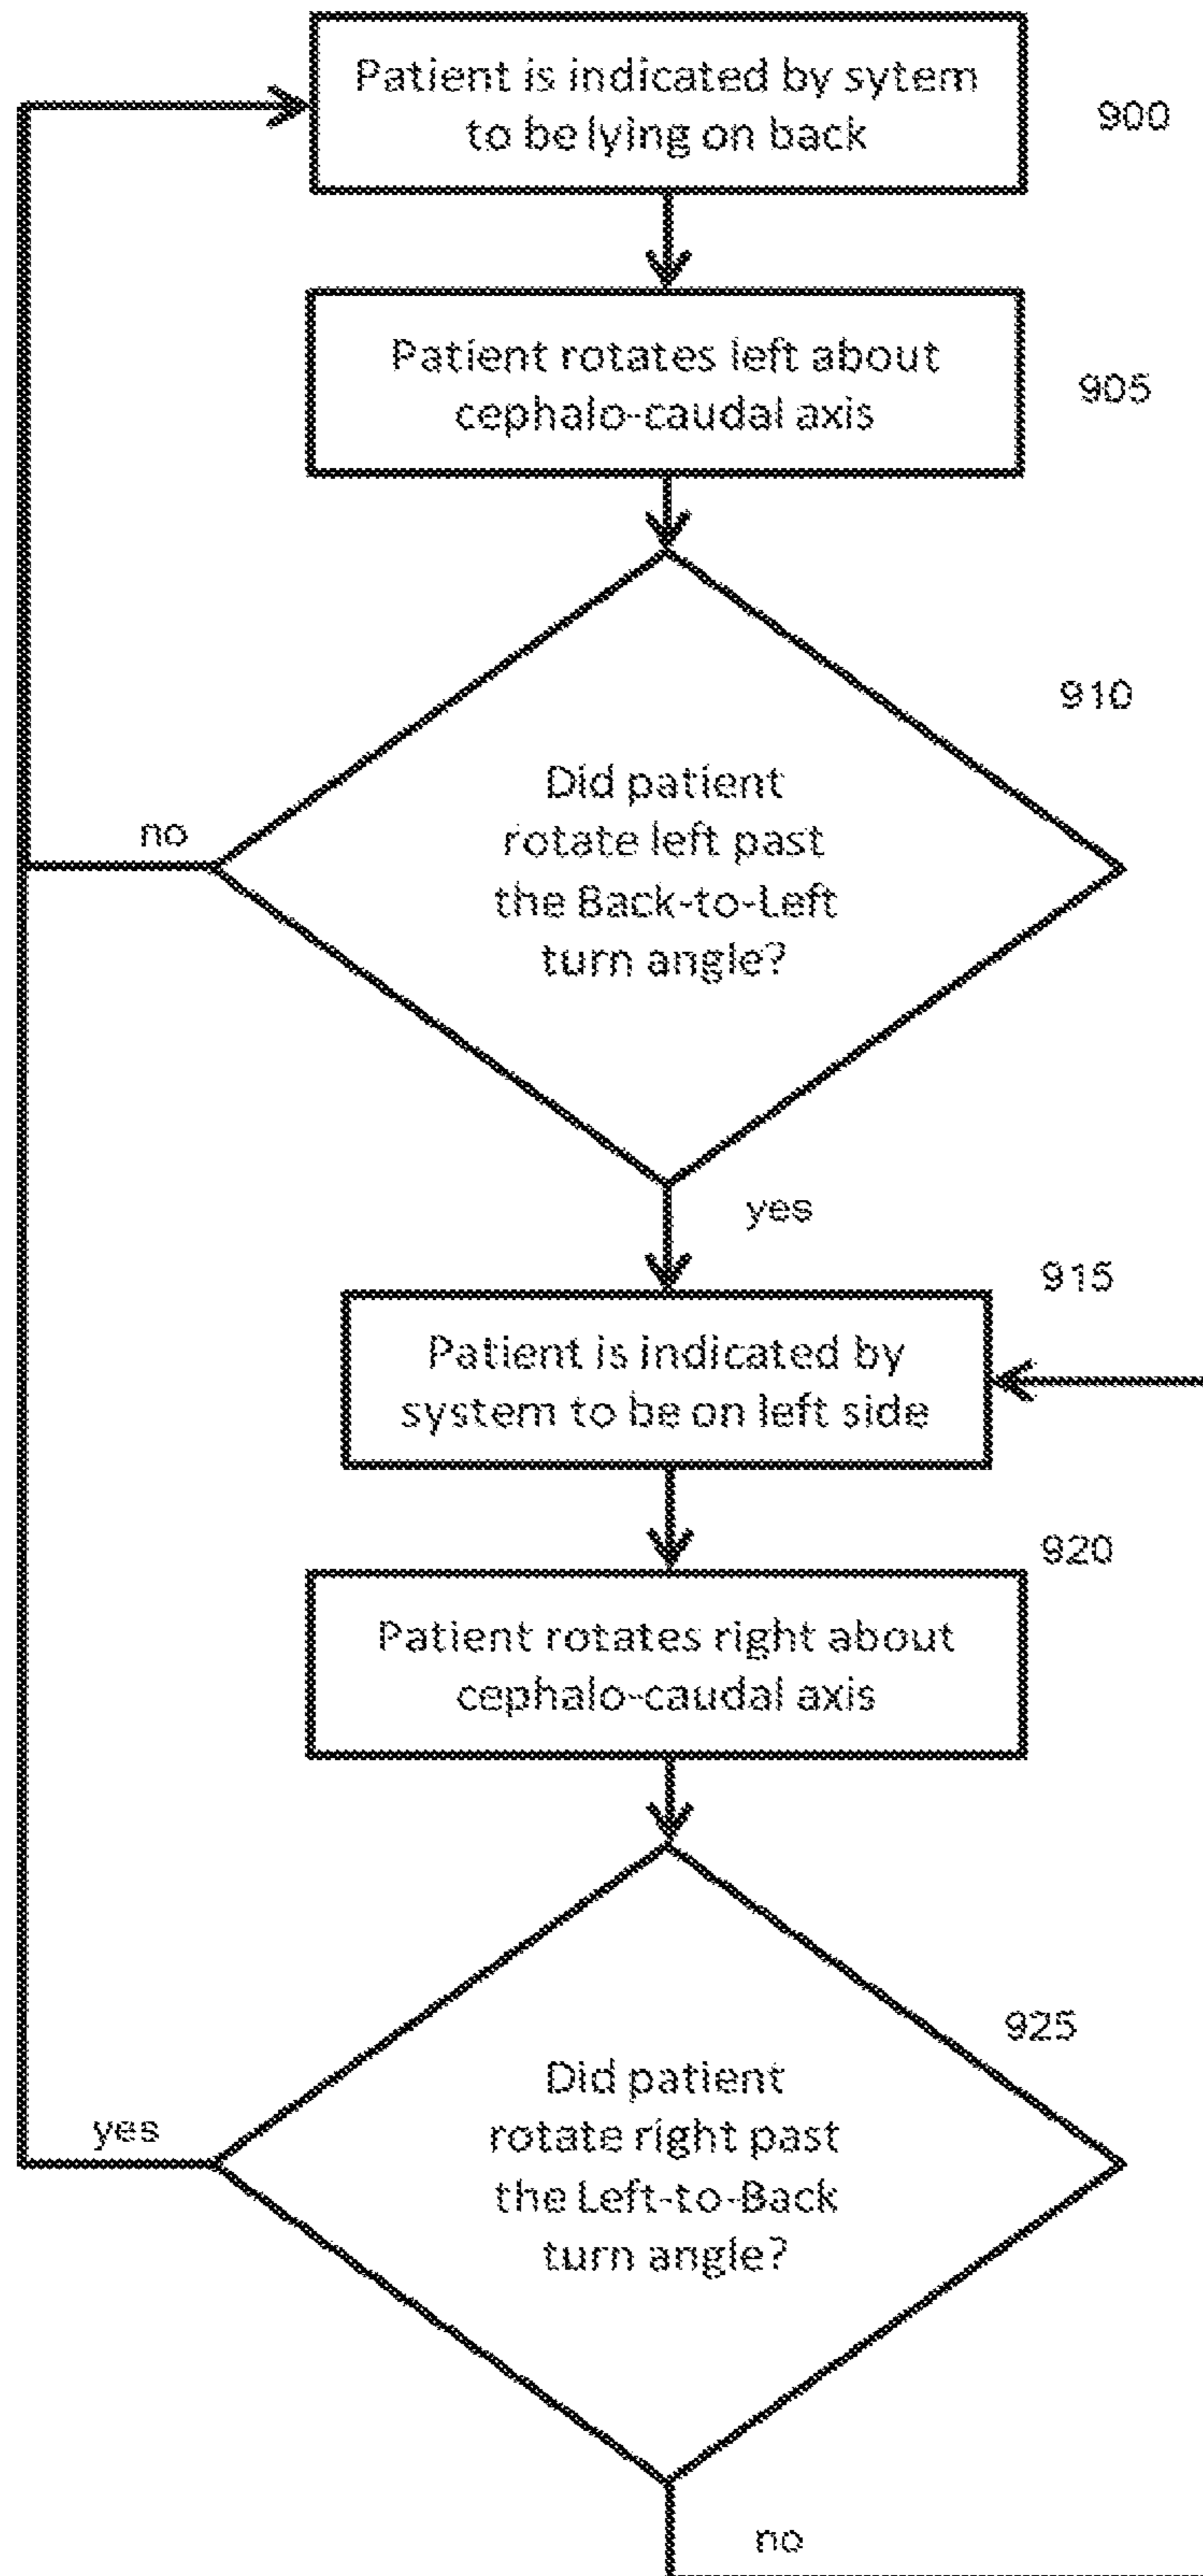 Patient is indicated by sytem
to be lying on back
900
Patient rotates left about
cephalo-caudal axis
905
910
Did patient
rotate left past
the Back-to-Left
turn angle?
no
yes
915
Patient is indicated by
system to be on left side
920
Patient rotates right about
cephalo-caudal axis
925
Did patient
rotate right past
the Left-to-Back
turn angle?
yes
no